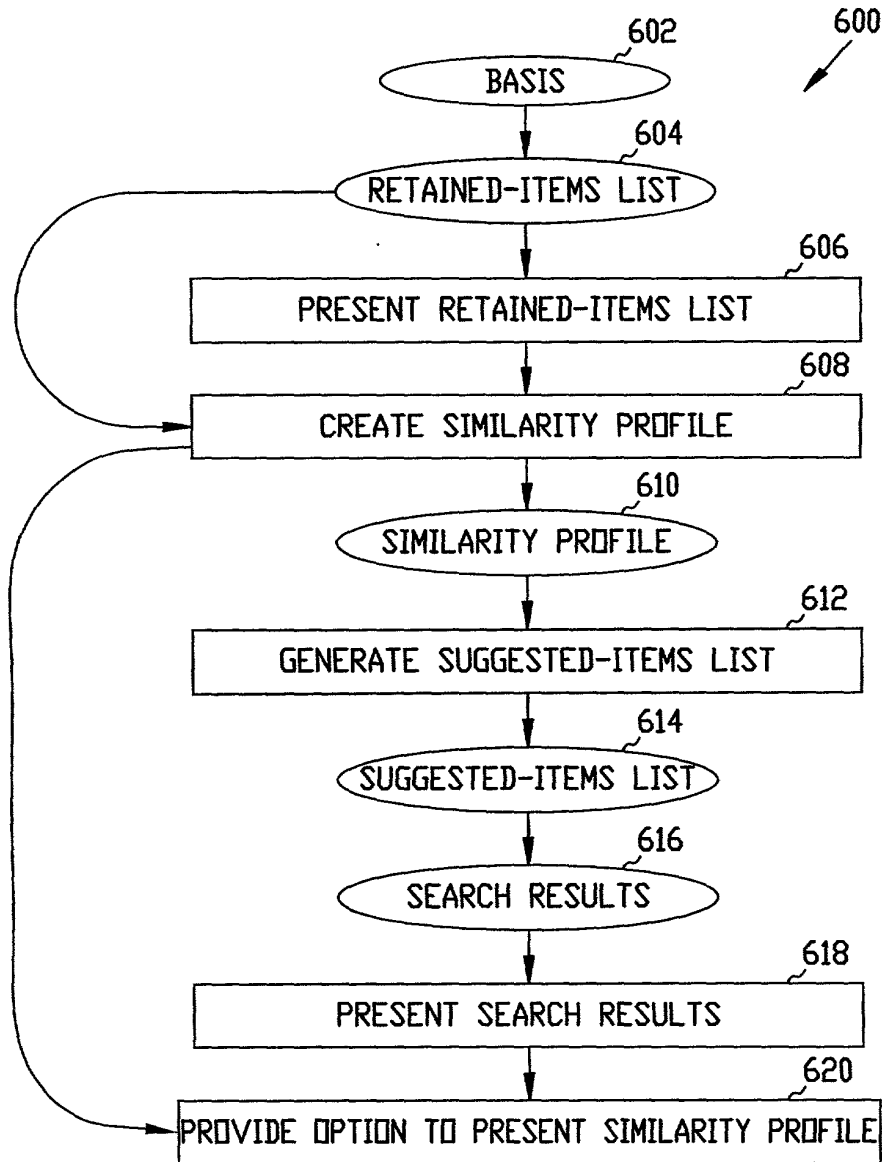 600
602
BASIS
604
RETAINED-ITEMS LIST
606
PRESENT RETAINED-ITEMS LIST
608
CREATE SIMILARITY PROFILE
610
SIMILARITY PROFILE
612
GENERATE SUGGESTED-ITEMS LIST
614
SUGGESTED-ITEMS LIST
616
SEARCH RESULTS
618
PRESENT SEARCH RESULTS
620
PROVIDE OPTION TO PRESENT SIMILARITY PROFILE